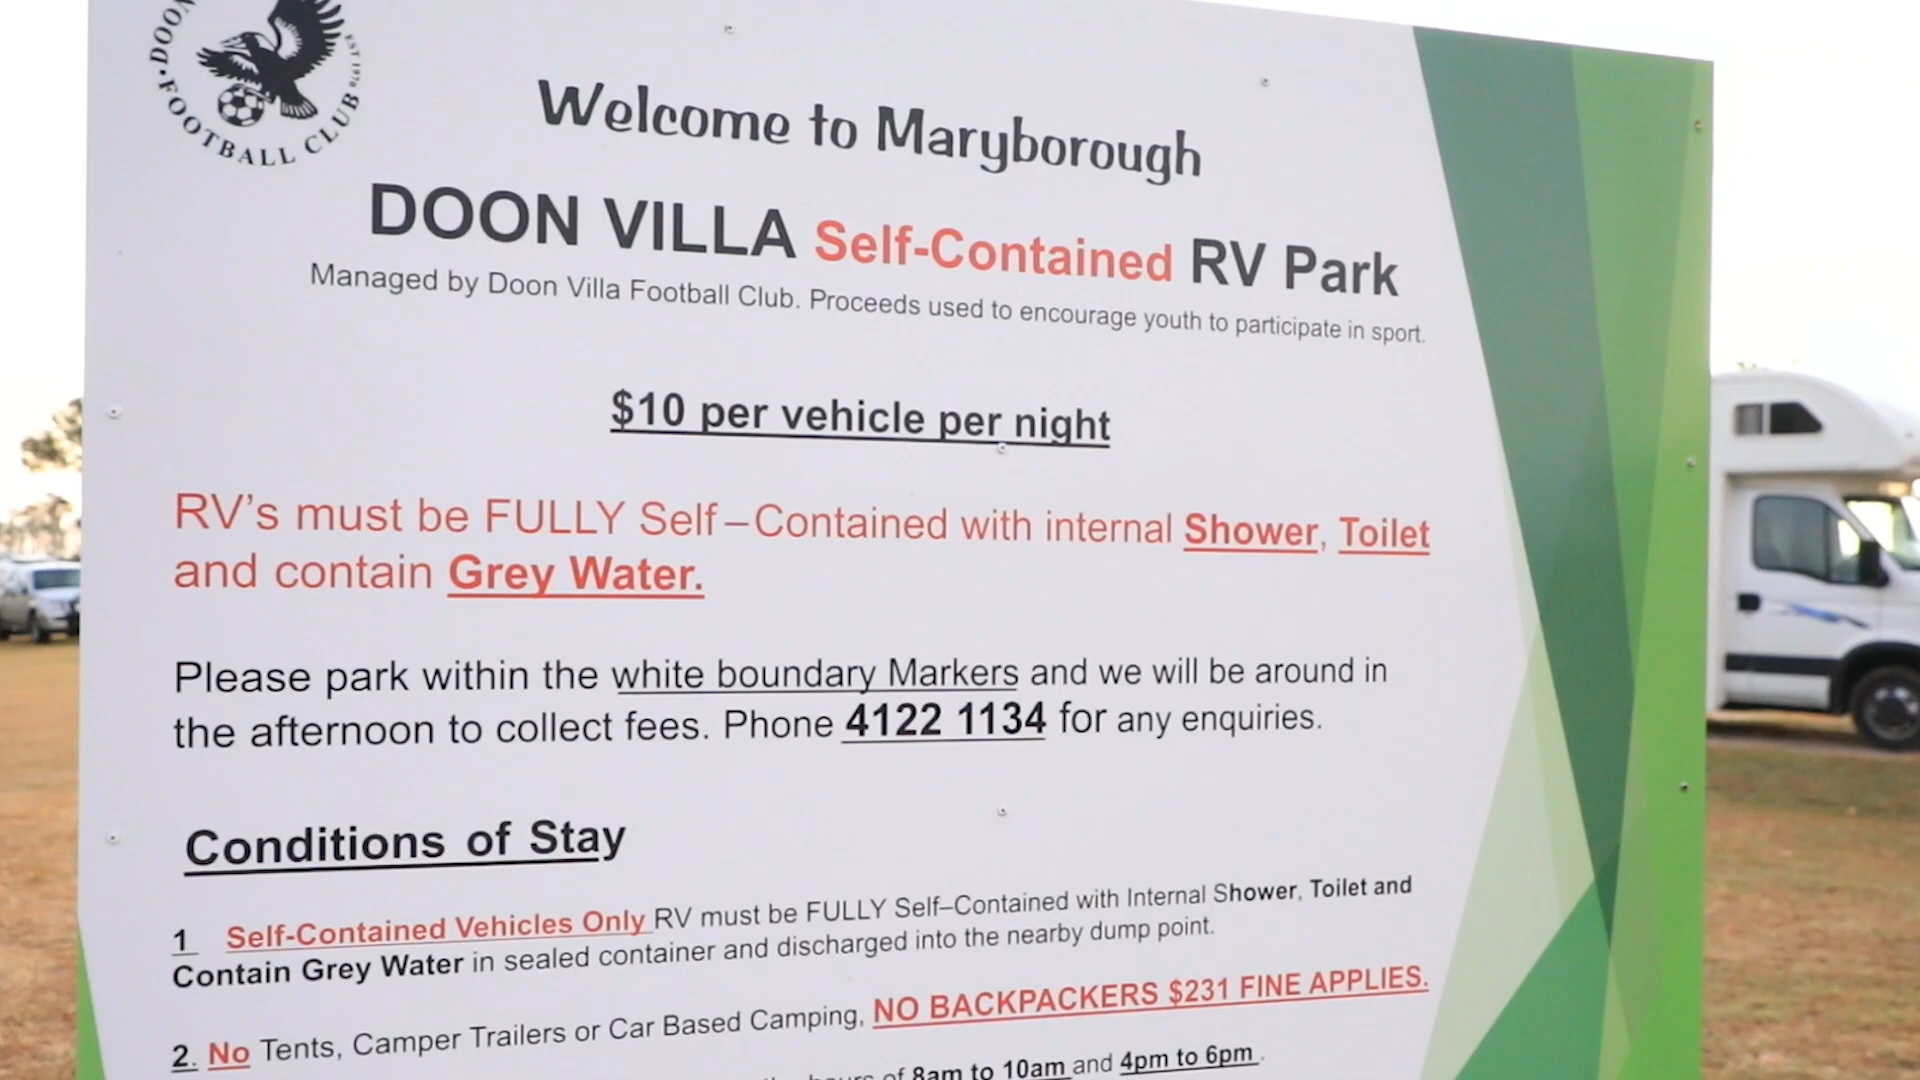 DOON
FOOTBALL CLUB
EST 1970
Welcome to Maryborough
DOON VILLA Self-Contained RV Park
Managed by Doon Villa Football Club. Proceeds used to encourage youth to participate in sport.
$10 per vehicle per night
RV's must be FULLY Self–Contained with internal Shower, Toilet
and contain Grey Water.
Please park within the white boundary Markers and we will be around in
the afternoon to collect fees. Phone 4122 1134 for any enquiries.
Conditions of Stay
1 Self-Contained Vehicles Only RV must be FULLY Self–Contained with Internal Shower, Toilet and
Contain Grey Water in sealed container and discharged into the nearby dump point.
2. No Tents, Camper Trailers or Car Based Camping, NO BACKPACKERS $231 FINE APPLIES.
hours of 8am to 10am and 4pm to 6pm.